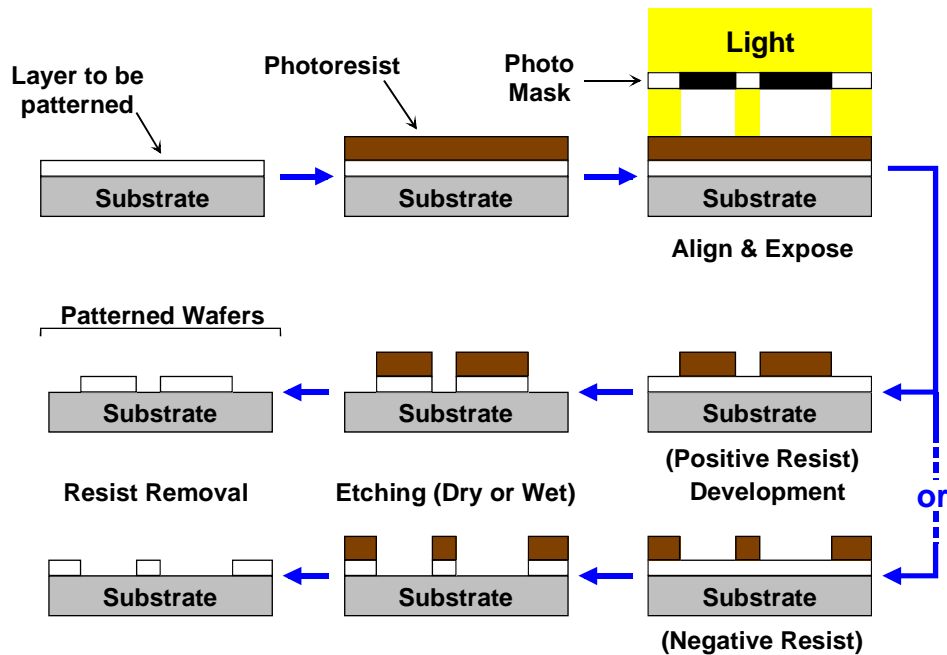 Light
Layer to be
patterned
Photoresist
Photo
Mask
Substrate
Substrate
Substrate
Align & Expose
Patterned Wafers
Substrate
Substrate
Substrate
(Positive Resist)
Resist Removal
Etching (Dry or Wet)
Development
or
Substrate
Substrate
Substrate
(Negative Resist)